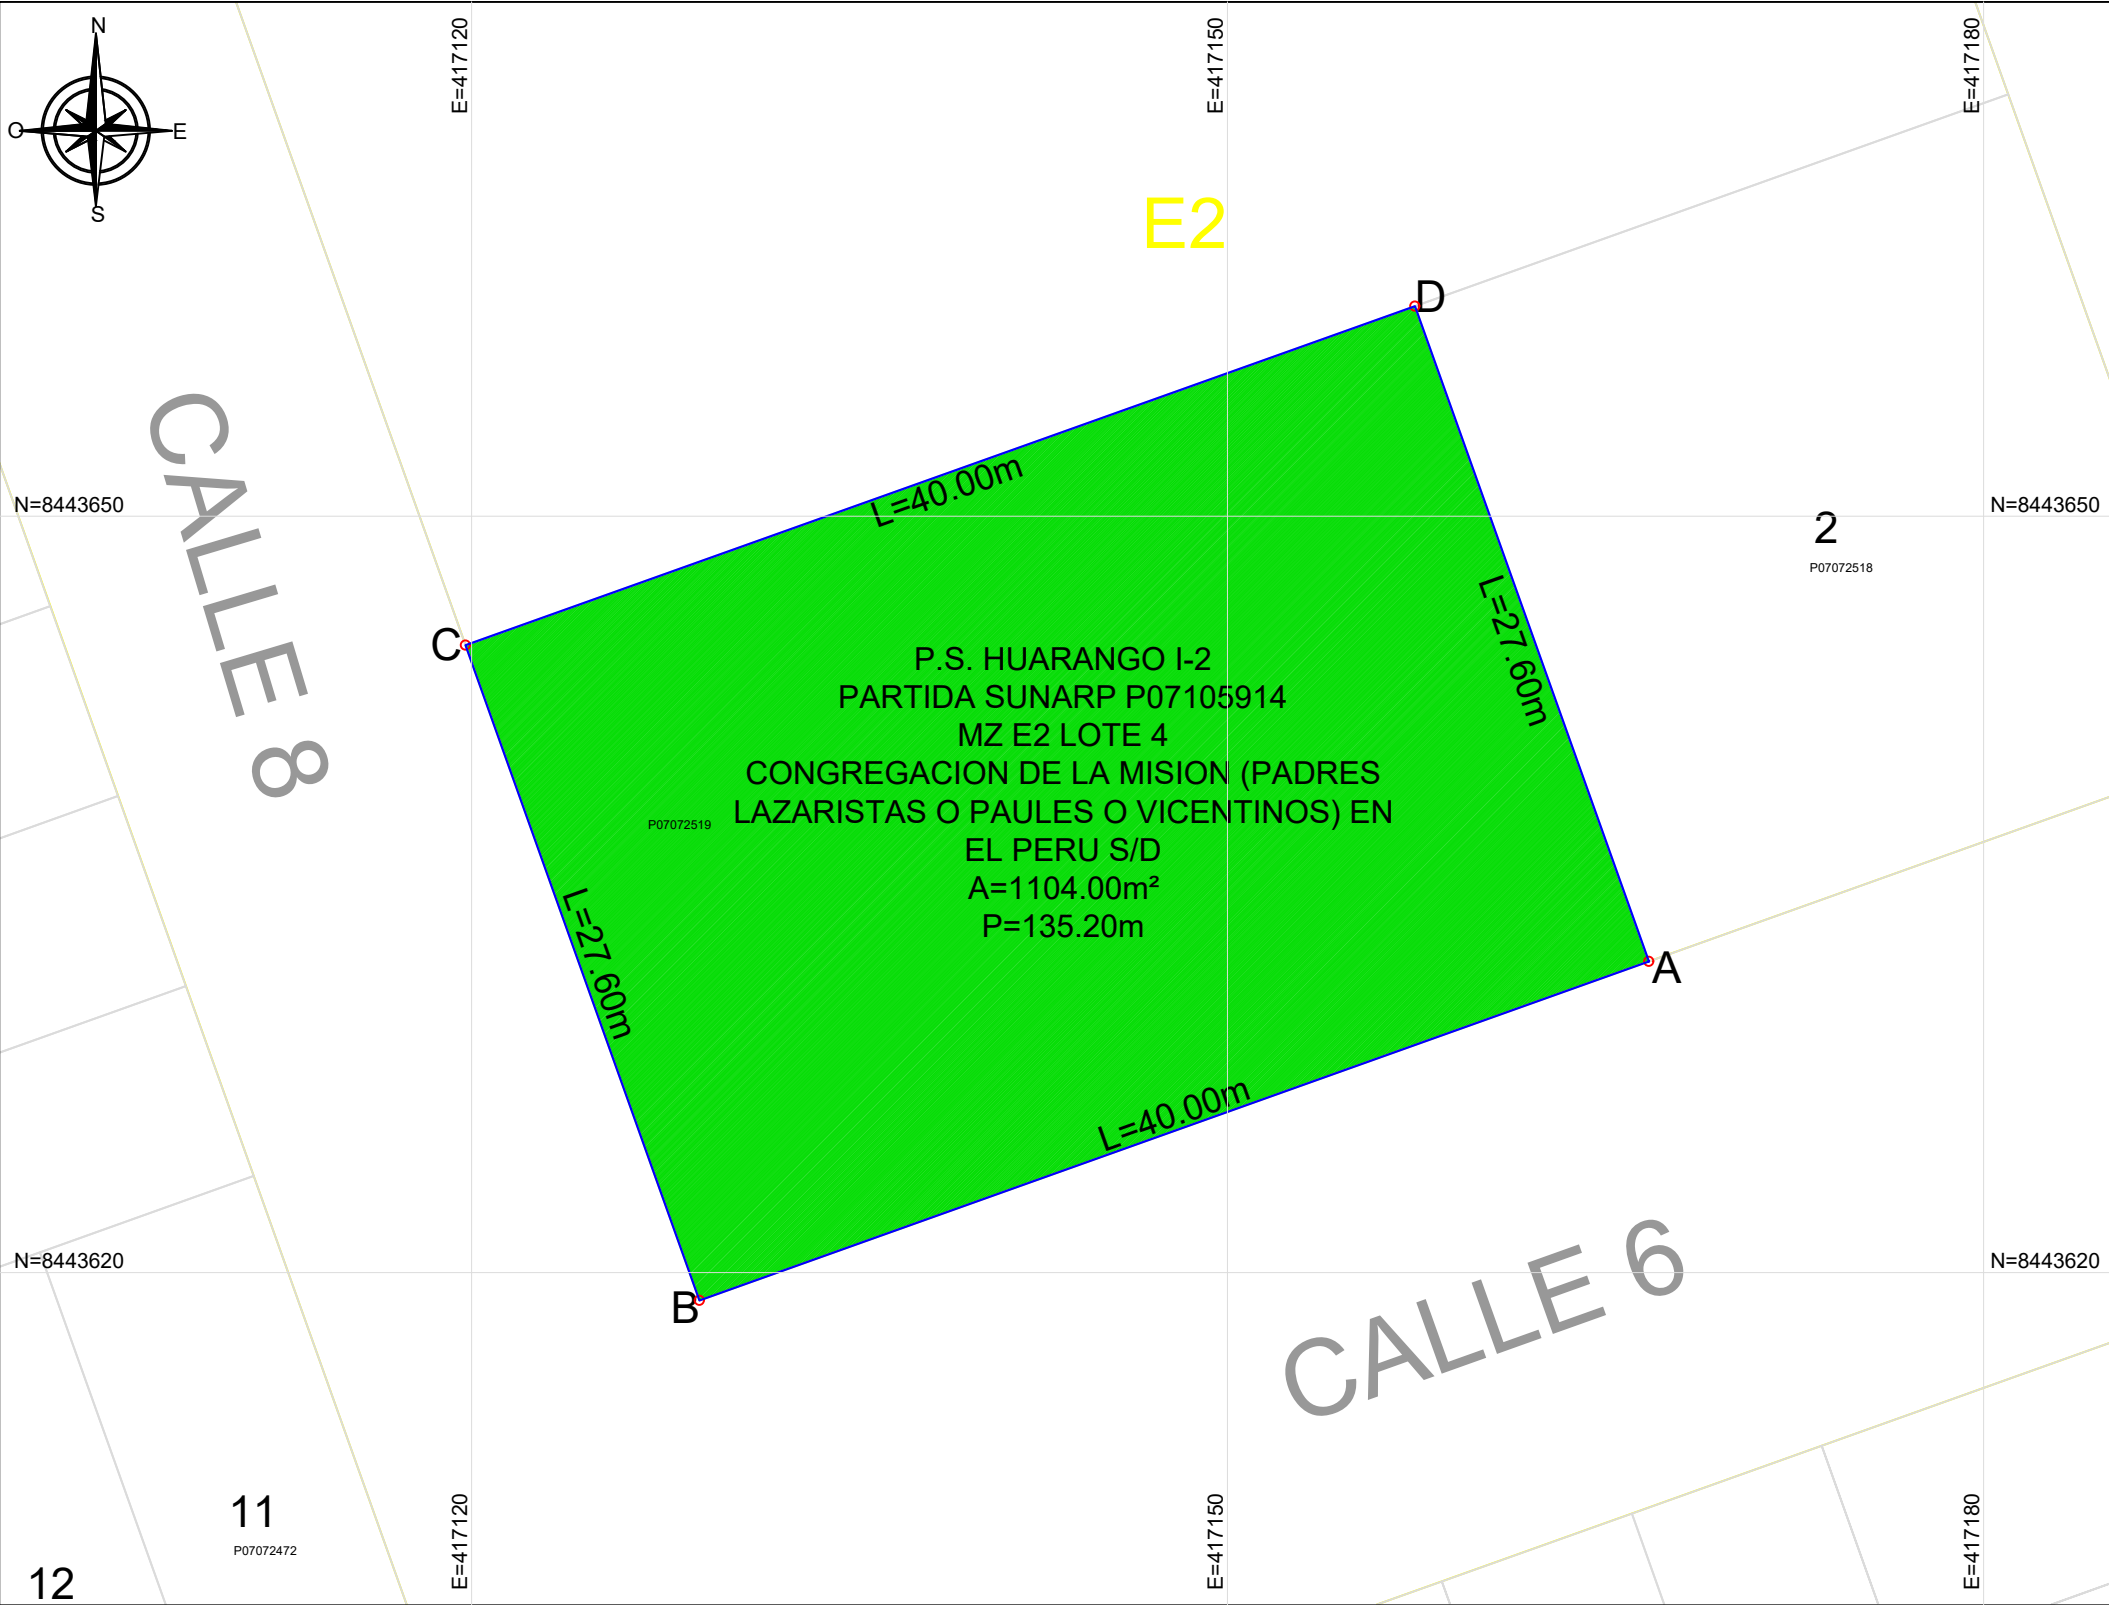 N
O
E
S
E=417120
E=417150
E=417180
E2
D
CALLE 8
N=8443650
N=8443650
L=40.00m
2
P07072518
L=27.60m
C
P.S. HUARANGO I-2
PARTIDA SUNARP P07105914
MZ E2 LOTE 4
CONGREGACION DE LA MISION (PADRES
LAZARISTAS O PAULES O VICENTINOS) EN
EL PERU S/D
A=1104.00m²
P=135.20m
P07072519
L=27.60m
A
L=40.00m
N=8443620
N=8443620
B
CALLE 6
11
P07072472
12
E=417120
E=417150
E=417180